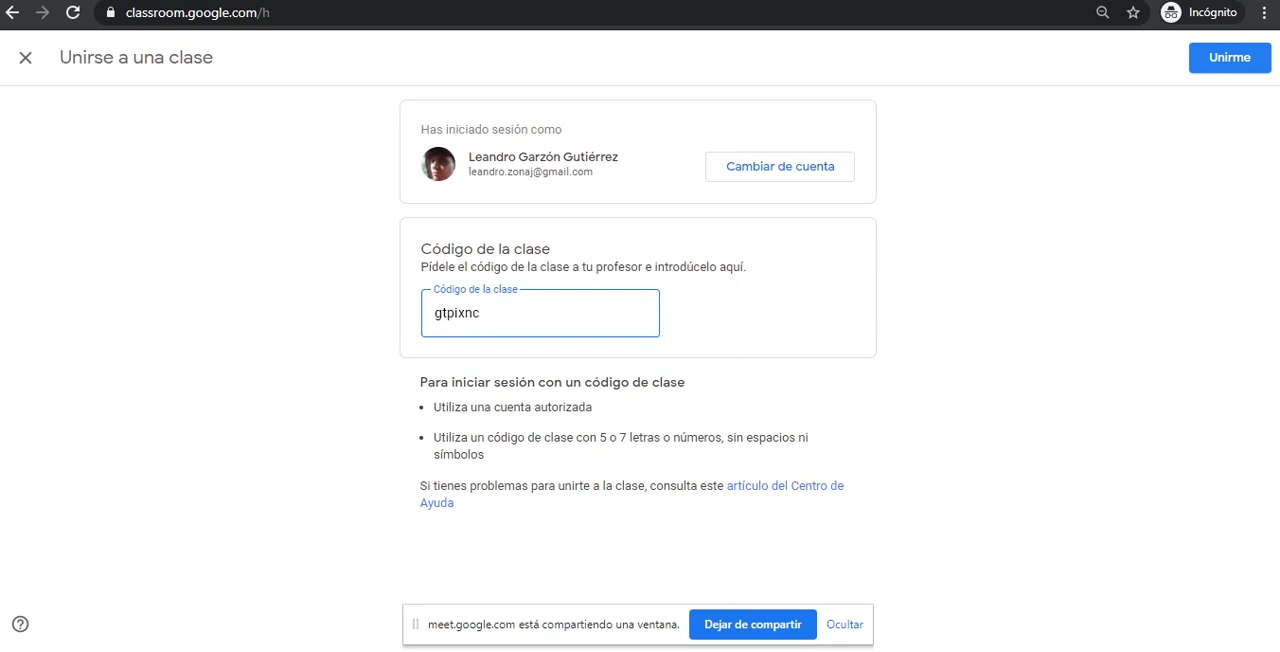 classroom.google.com/h
Incógnito
Unirse a una clase
Unirme
Has iniciado sesión como
Leandro Garzón Gutiérrez
leandro.zonaj@gmail.com
Cambiar de cuenta
Código de la clase
Pídele el código de la clase a tu profesor e introdúcelo aquí.
Código de la clase
gtpixnc
Para iniciar sesión con un código de clase
• Utiliza una cuenta autorizada
• Utiliza un código de clase con 5 o 7 letras o números, sin espacios ni
símbolos
Si tienes problemas para unirte a la clase, consulta este artículo del Centro de
Ayuda
meet.google.com está compartiendo una ventana.
Dejar de compartir
Ocultar